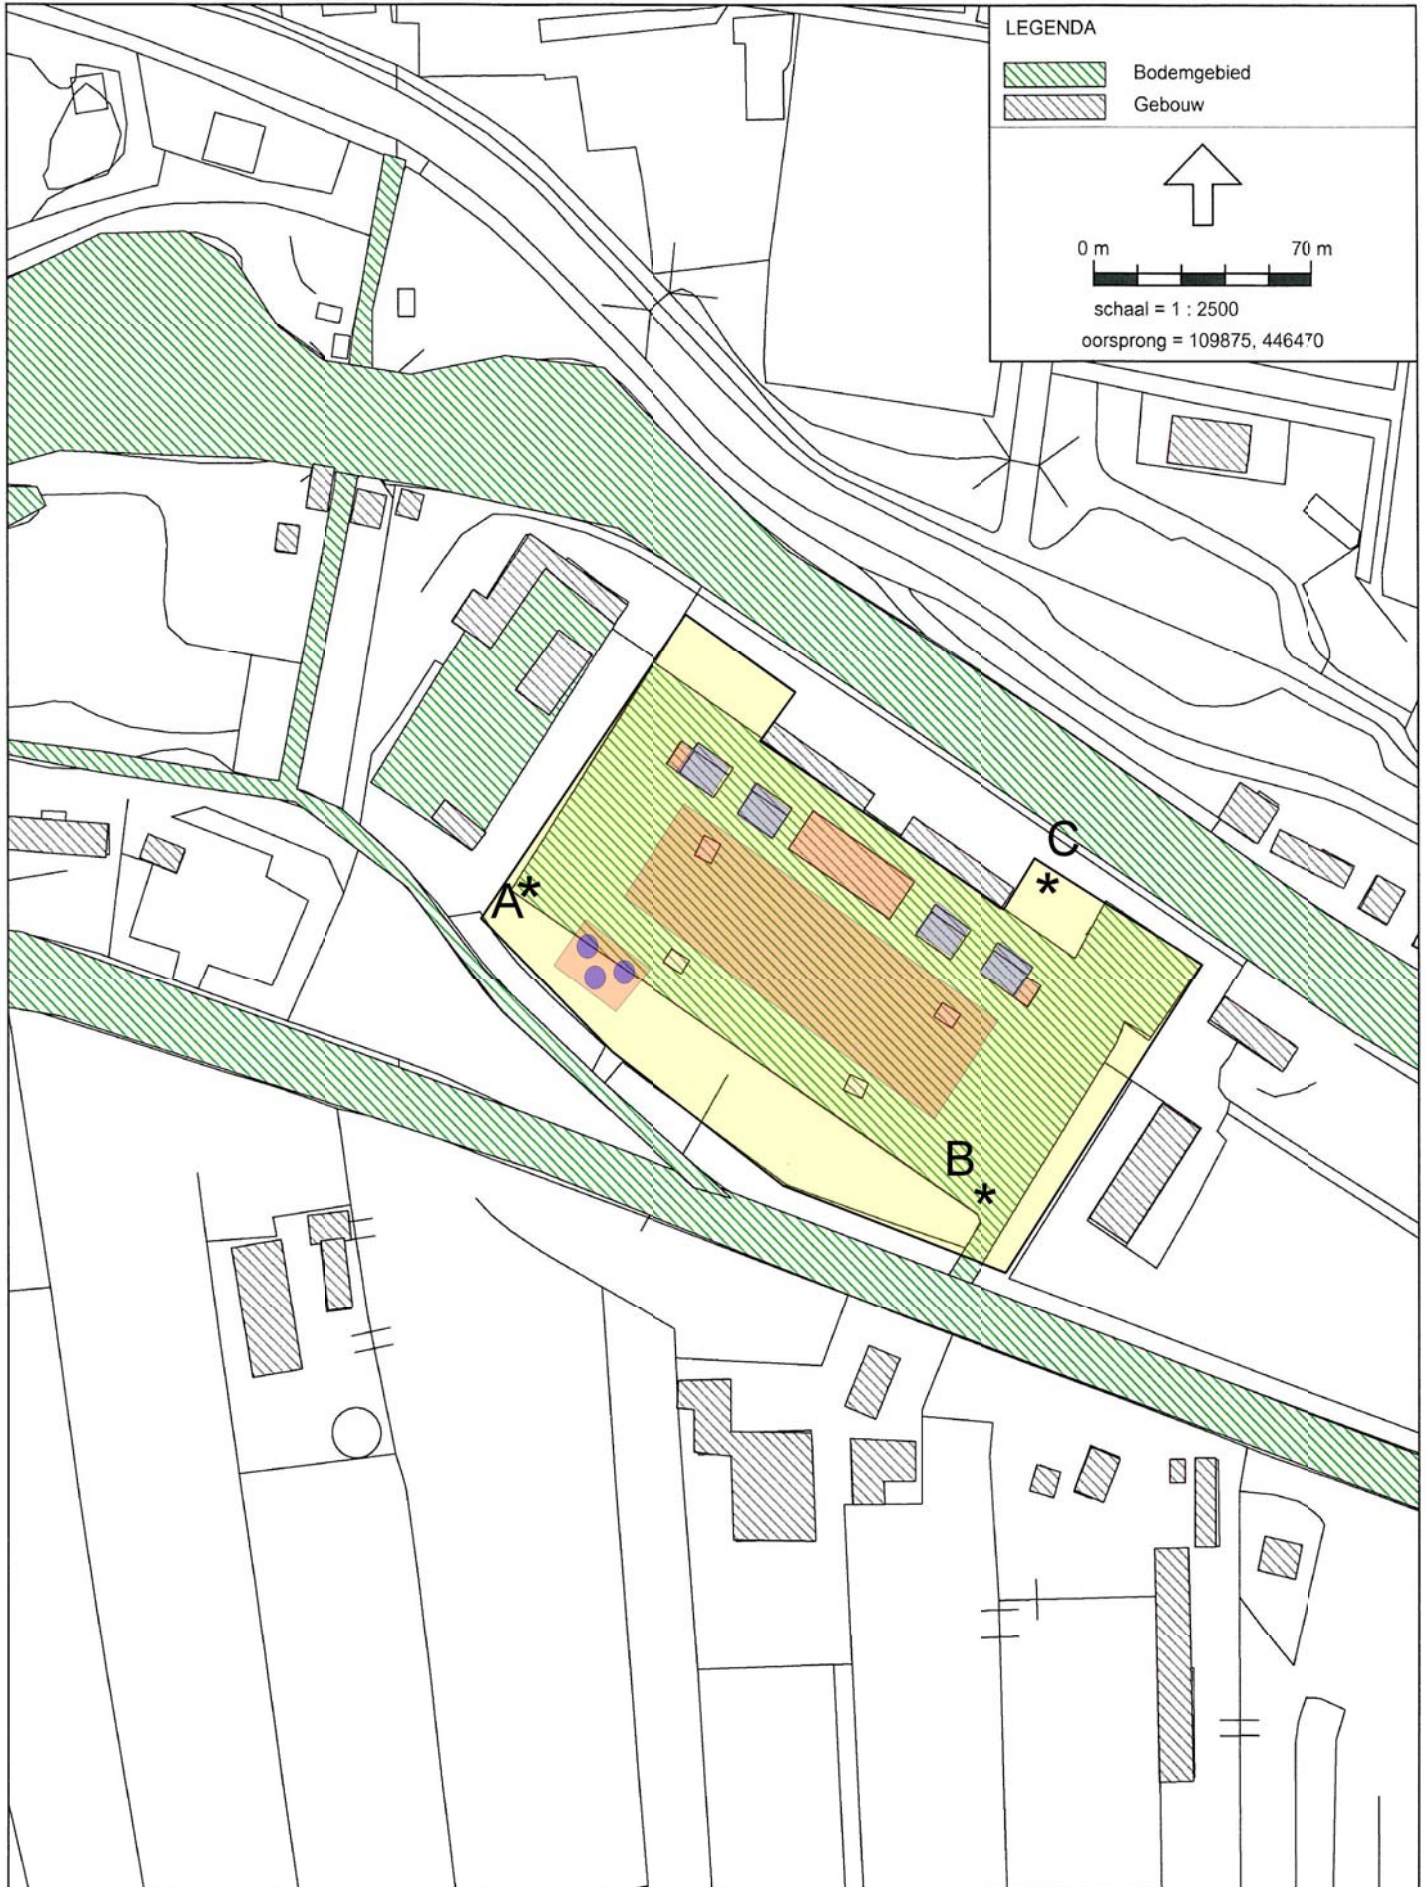 LEGENDA
Bodemgebied
Gebouw
0 m 70 m
schaal = 1 : 2500
oorsprong = 109875, 446470
C
*
A*
B
*